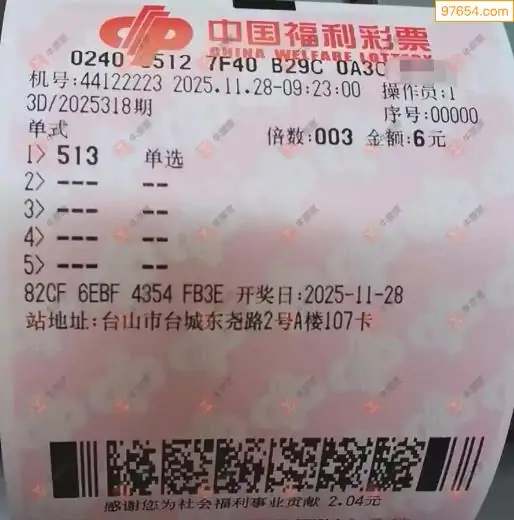 97654.com
中国福利彩票
CHINA WELFARE LOTTERY
0240 512 7F40 B29C 0A3C
机号:44122223 2025.11.28-09:23:00 操作员:1
3D/2025318期 序号:00000
单式 倍数:003 金额:6元
1> 513 单选
2> --- --
3> --- --
4> --- --
5> --- --
82CF 6EBF 4354 FB3E 开奖日:2025-11-28
站地址:台山市台城东尧路2号A楼107卡
感谢您为社会福利事业贡献 2.04元